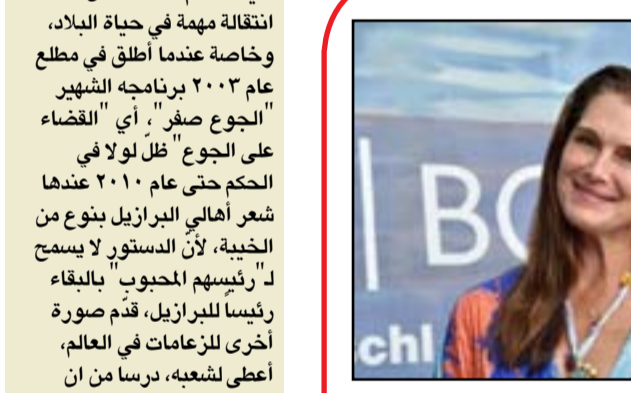 انتقالة مهمة في حياة البلاد،
وخاصة عندما أطلق في مطلع
عام ٢٠٠٣ برنامجه الشهير
"الجوع صفر"، أي "القضاء
على الجوع" ظلّ لولا في
الحكم حتى عام ٢٠١٠ عندها
شعر أهالي البرازيل بنوع من
الخيبة، لأنّ الدستور لا يسمح
لـ"رئيسهم المحبوب" بالبقاء
رئيساً للبرازيل، قدّم صورة
أخرى للزعامات في العالم،
أعطى لشعبه، درسا من ان
chl